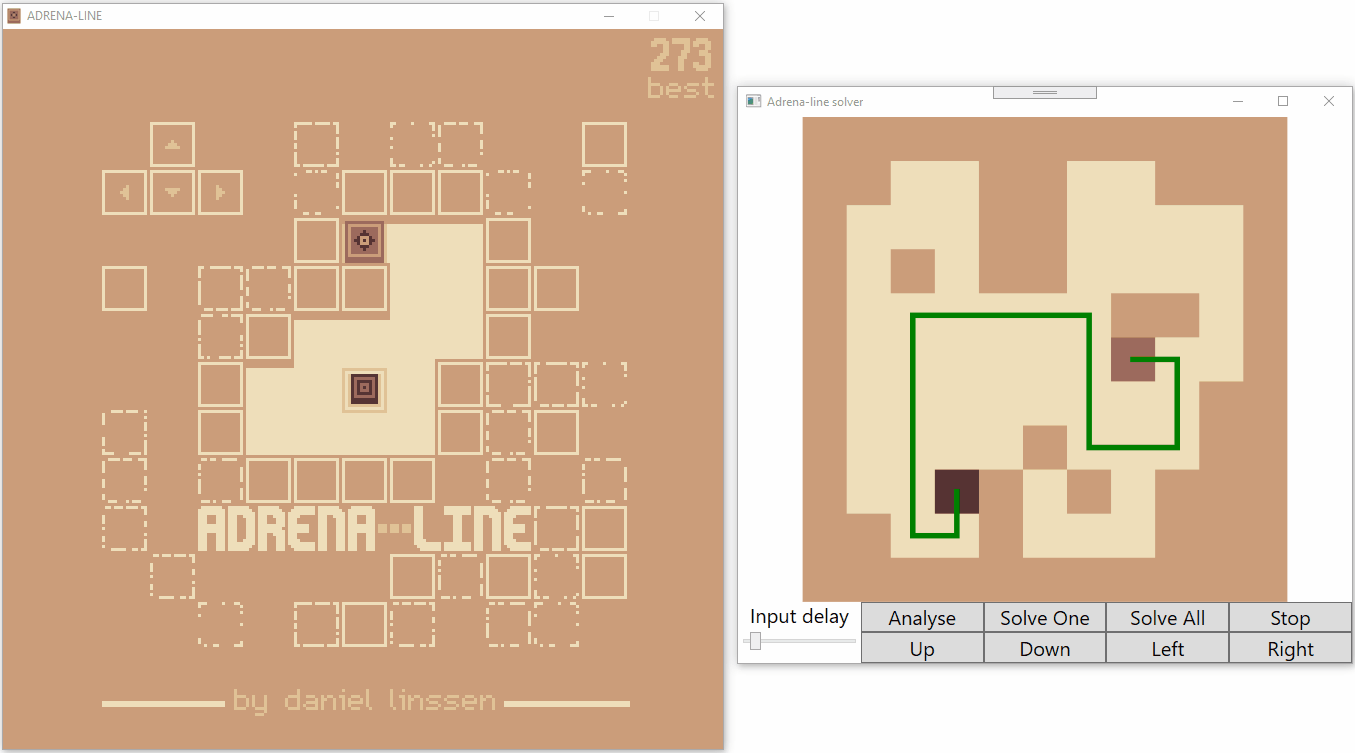 ADRENA-LINE
273
best
ADRENA---LINE
by daniel linssen
Adrena-line solver
Input delay
Analyse
Solve One
Solve All
Stop
Up
Down
Left
Right